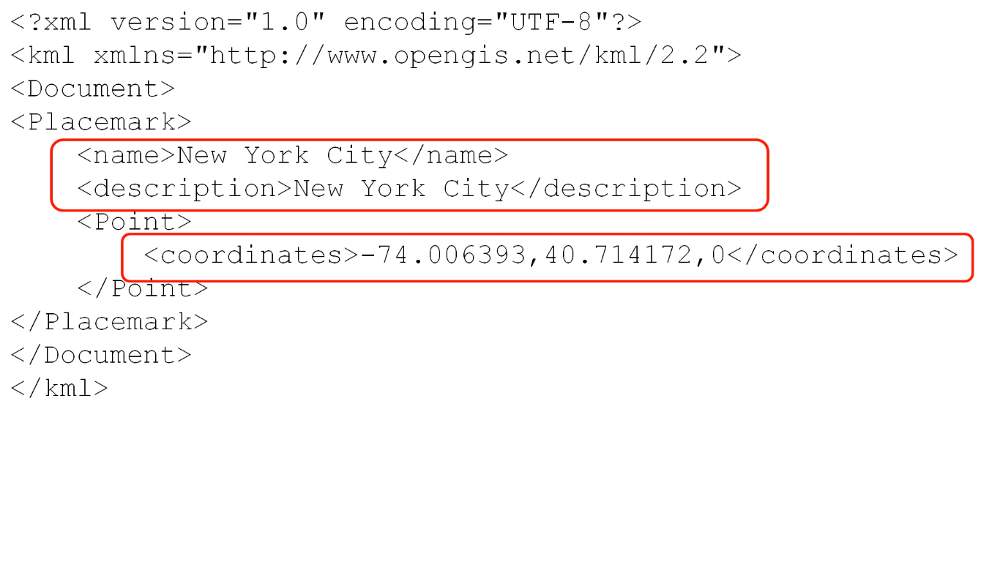 <?xml version="1.0" encoding="UTF-8"?>
<kml xmlns="http://www.opengis.net/kml/2.2">
<Document>
<Placemark>
    <name>New York City</name>
    <description>New York City</description>
    <Point>
        <coordinates>-74.006393,40.714172,0</coordinates>
    </Point>
</Placemark>
</Document>
</kml>